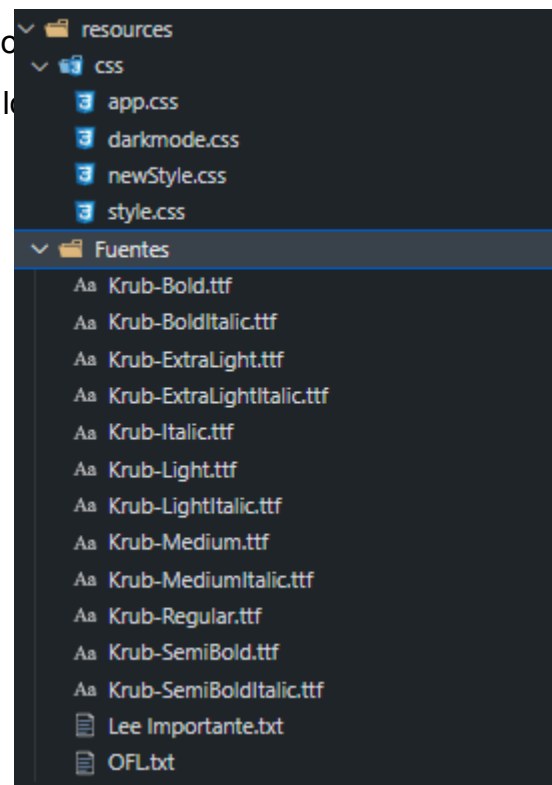 resources
css
app.css
darkmode.css
newStyle.css
style.css
Fuentes
Aa Krub-Bold.ttf
Aa Krub-BoldItalic.ttf
Aa Krub-ExtraLight.ttf
Aa Krub-ExtraLightItalic.ttf
Aa Krub-Italic.ttf
Aa Krub-Light.ttf
Aa Krub-LightItalic.ttf
Aa Krub-Medium.ttf
Aa Krub-MediumItalic.ttf
Aa Krub-Regular.ttf
Aa Krub-SemiBold.ttf
Aa Krub-SemiBoldItalic.ttf
Lee Importante.txt
OFL.txt